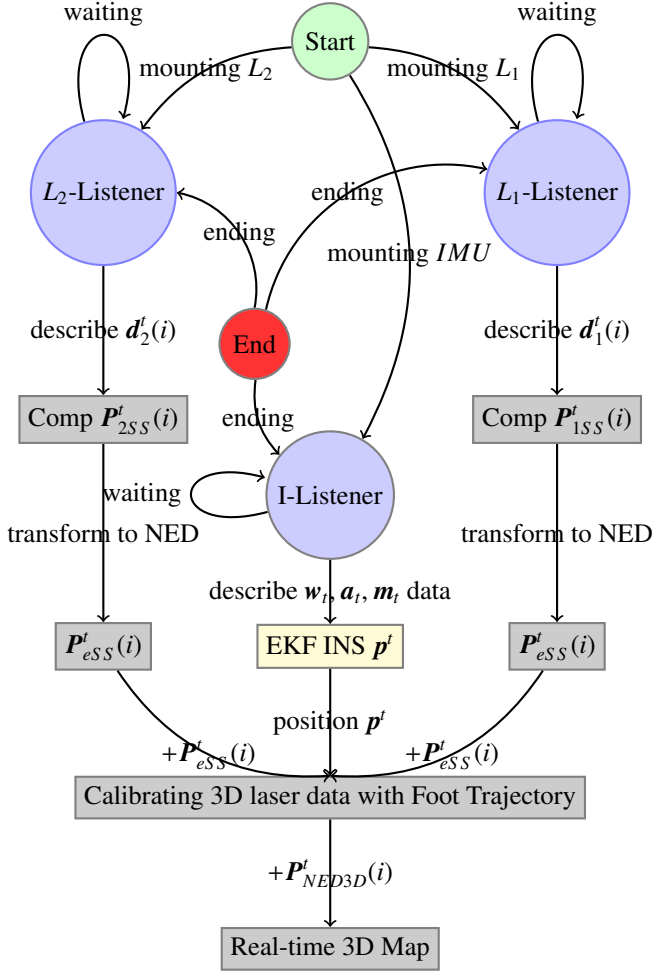 waiting
Start
waiting
mounting L₂
mounting L₁
L₂-Listener
L₁-Listener
ending
ending
mounting IMU
describe d₂ᵗ(i)
End
describe d₁ᵗ(i)
Comp P₂SSᵗ(i)
ending
Comp P₁SSᵗ(i)
waiting
I-Listener
transform to NED
transform to NED
describe wₜ, aₜ, mₜ data
PₑSSᵗ(i)
EKF INS pᵗ
PₑSSᵗ(i)
position pᵗ
+PₑSSᵗ(i)
+PₑSSᵗ(i)
Calibrating 3D laser data with Foot Trajectory
+P_NED3Dᵗ(i)
Real-time 3D Map